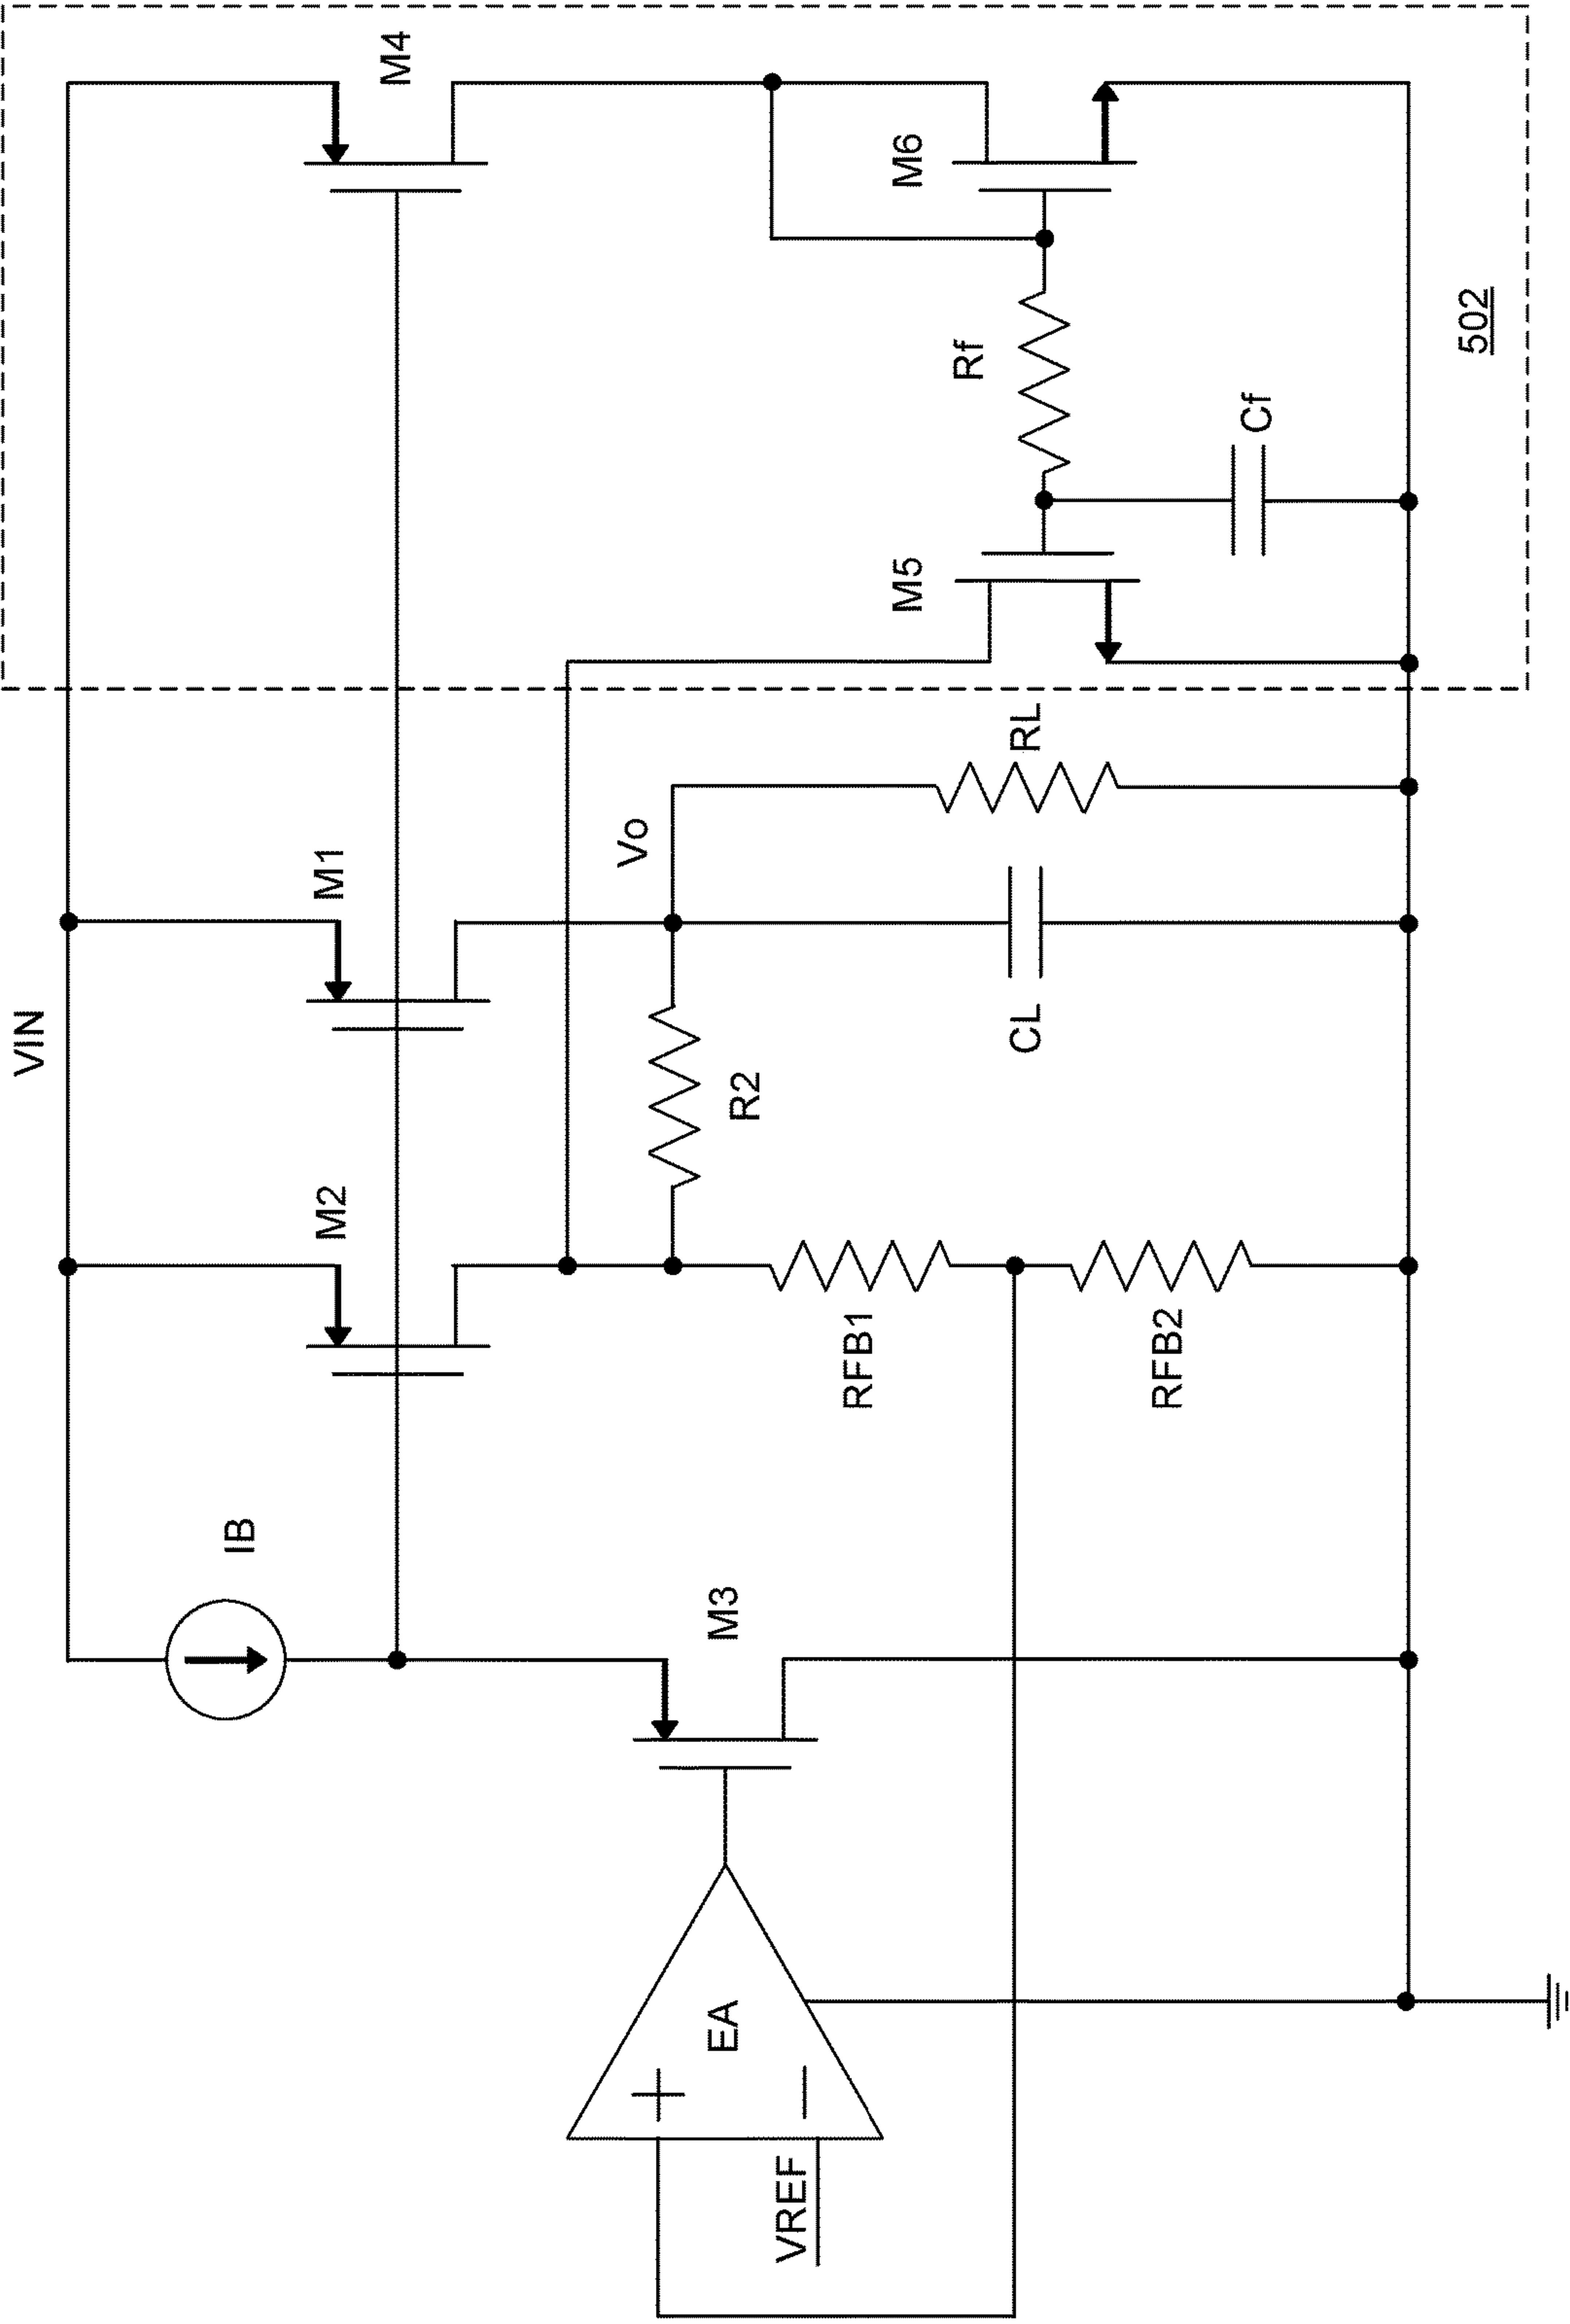 VIN
IB
M2
M1
M4
M3
EA
+
−
VREF
R2
Vo
RFB1
RFB2
CL
RL
M5
M6
Rf
Cf
502